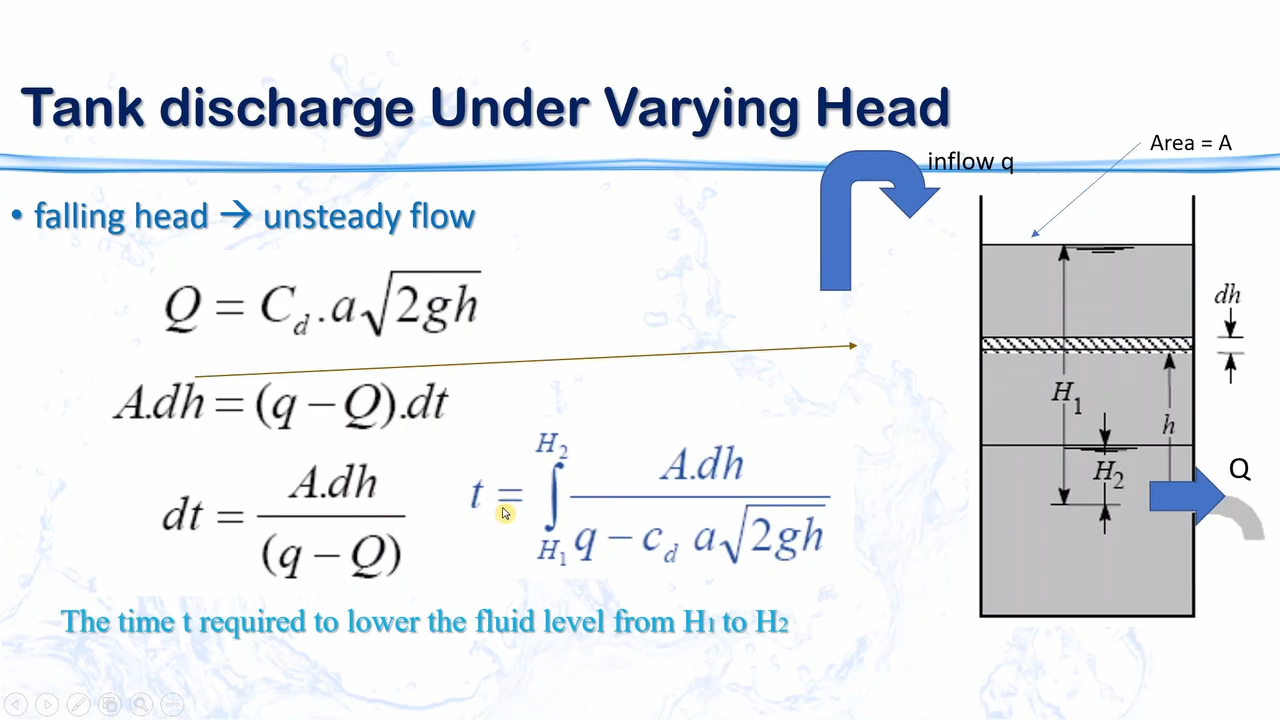 Tank discharge Under Varying Head
inflow q
Area = A
• falling head → unsteady flow
Q = C_d . a√(2gh)
A.dh = (q − Q).dt
dt = A.dh / (q − Q)
t = ∫_{H₁}^{H₂} A.dh / (q − c_d a√(2gh))
The time t required to lower the fluid level from H₁ to H₂
dh
H₁
h
H₂
Q